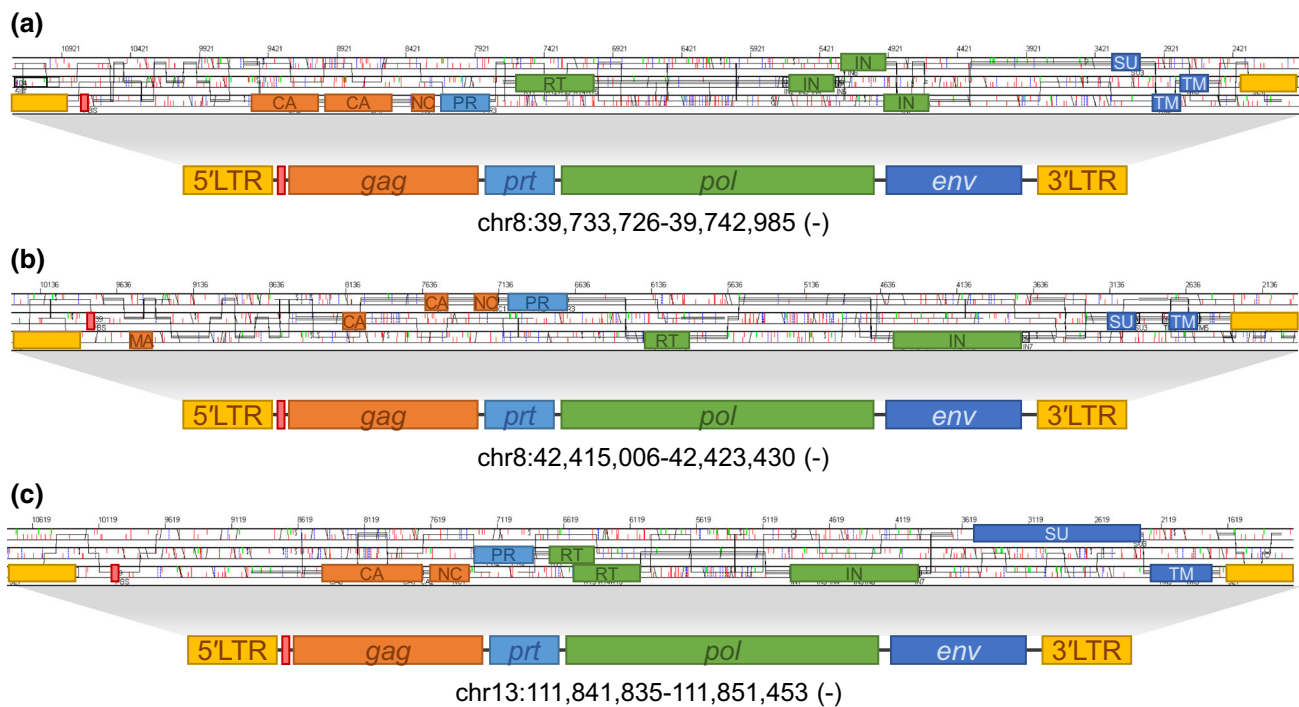 (a)
10921 10421 9921 9421 8921 8421 7921 7421 6921 6421 5921 5421 4921 4421 3921 3421 2921 2421
IN SU
RT IN TM
CA CA NC PR IN TM
5′LTR gag prt pol env 3′LTR
chr8:39,733,726-39,742,985 (-)
(b)
10136 9636 9136 8636 8136 7636 7136 6636 6136 5636 5136 4636 4136 3636 3136 2636 2136
CA NC PR
CA SU TM
MA RT IN
5′LTR gag prt pol env 3′LTR
chr8:42,415,006-42,423,430 (-)
(c)
10619 10119 9619 9119 8619 8119 7619 7119 6619 6119 5619 5119 4619 4119 3619 3119 2619 2119 1619
SU
PR RT
CA NC RT IN TM
5′LTR gag prt pol env 3′LTR
chr13:111,841,835-111,851,453 (-)